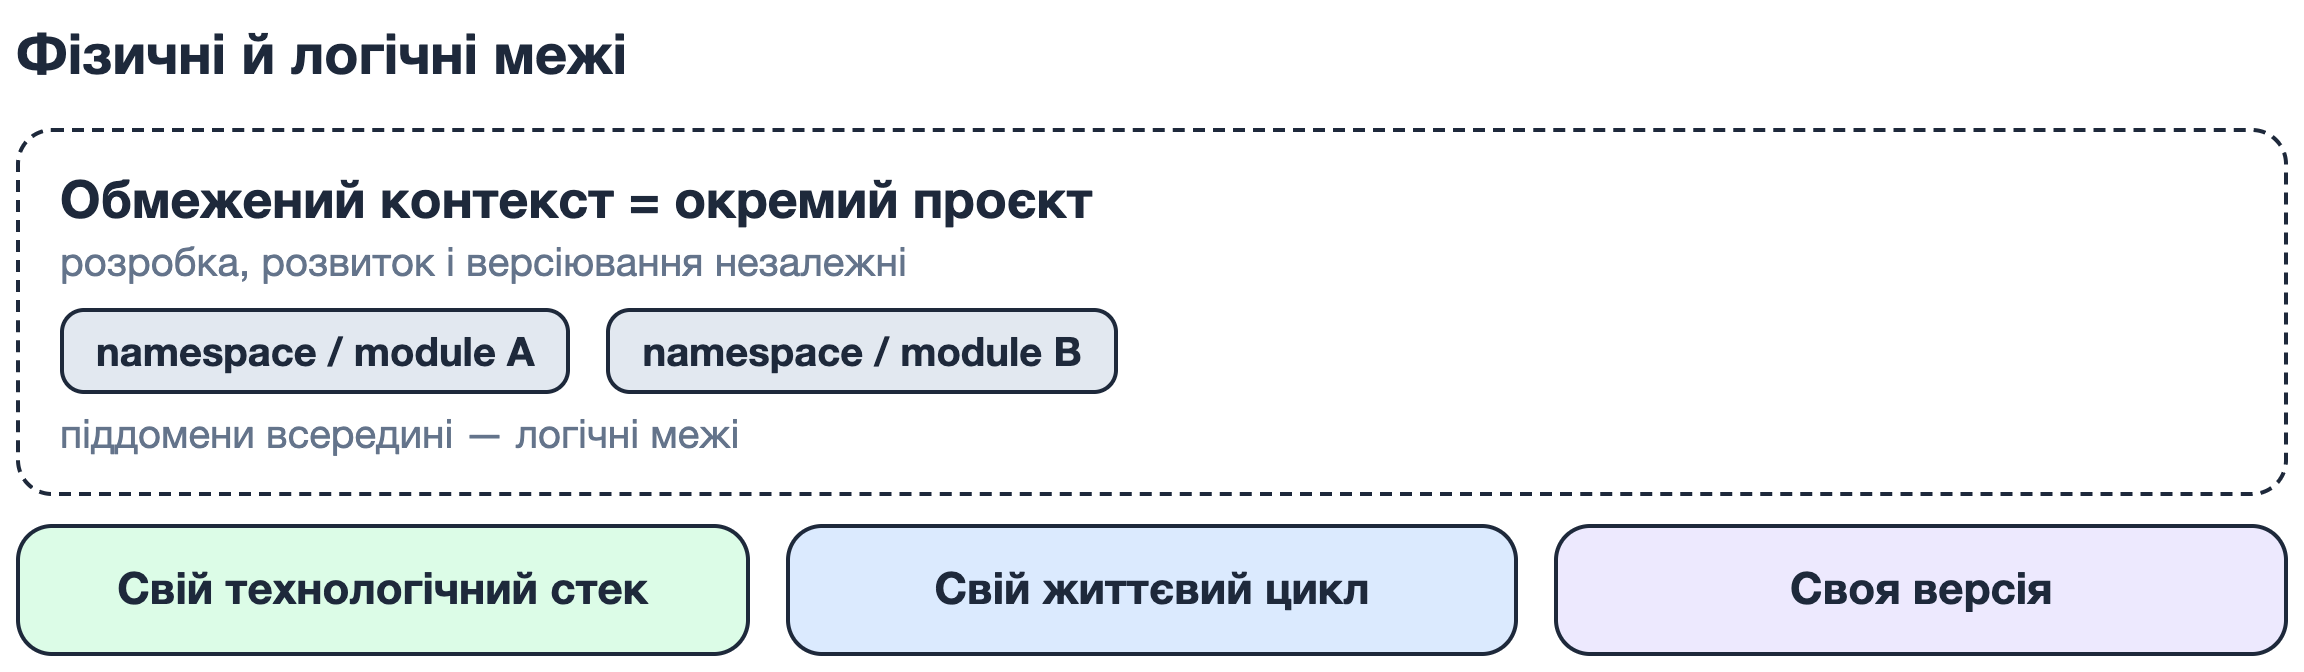 Фізичні й логічні межі
Обмежений контекст = окремий проєкт
розробка, розвиток і версіювання незалежні
namespace / module A
namespace / module B
піддомени всередині — логічні межі
Свій технологічний стек
Свій життєвий цикл
Своя версія